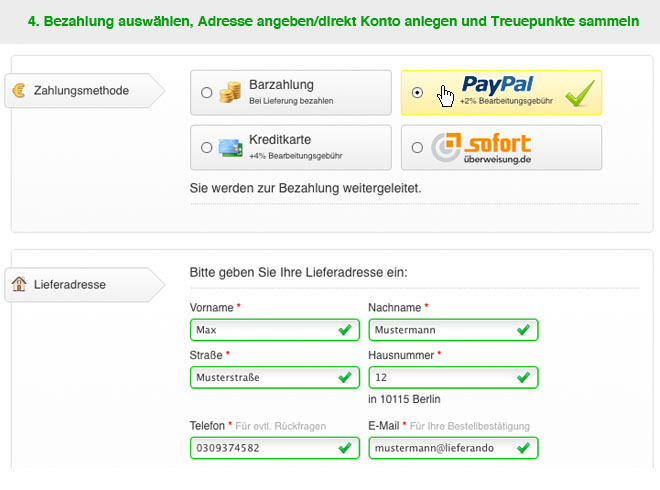 4. Bezahlung auswählen, Adresse angeben/direkt Konto anlegen und Treuepunkte sammeln
Zahlungsmethode
Barzahlung
Bei Lieferung bezahlen
PayPal
+2% Bearbeitungsgebühr
Kreditkarte
+4% Bearbeitungsgebühr
sofort
überweisung.de
Sie werden zur Bezahlung weitergeleitet.
Lieferadresse
Bitte geben Sie Ihre Lieferadresse ein:
Vorname * Nachname *
Max Mustermann
Straße * Hausnummer *
Musterstraße 12
in 10115 Berlin
Telefon * Für evtl. Rückfragen E-Mail * Für Ihre Bestellbestätigung
0309374582 mustermann@lieferando